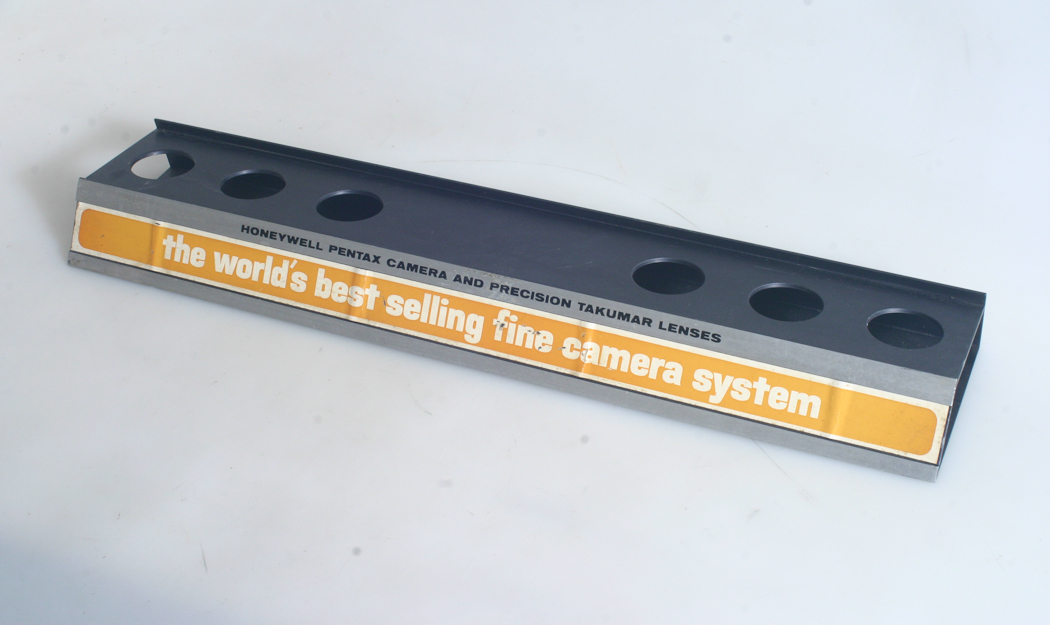 HONEYWELL PENTAX CAMERA AND PRECISION TAKUMAR LENSES
the world's best selling fine camera system